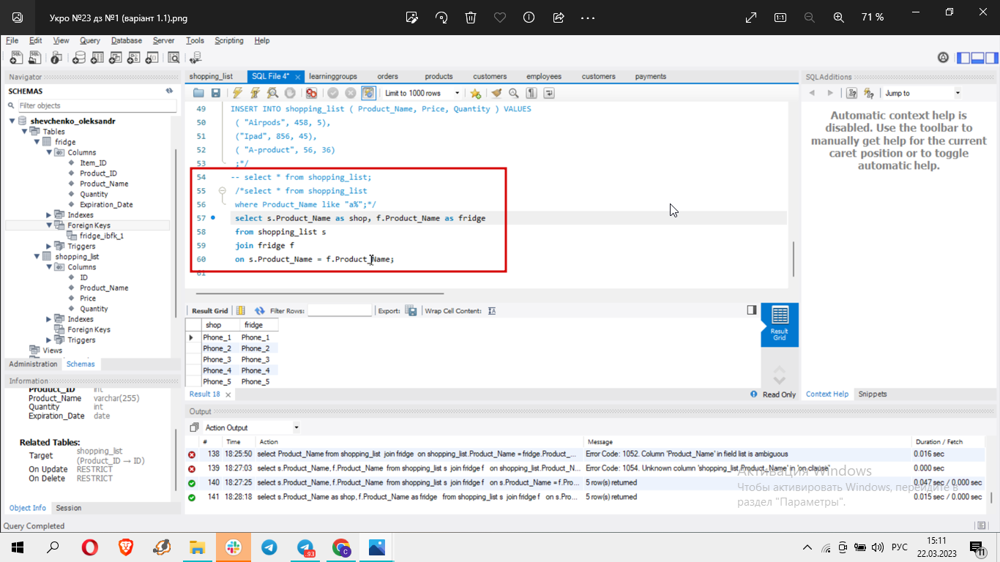 Укро №23 дз №1 (варіант 1.1).png
71 %
File Edit View Query Database Server Tools Scripting Help
Navigator
SCHEMAS
Filter objects
shevchenko_oleksandr
Tables
fridge
Columns
Item_ID
Product_ID
Product_Name
Quantity
Expiration_Date
Indexes
Foreign Keys
fridge_ibfk_1
Triggers
shopping_list
Columns
ID
Product_Name
Price
Quantity
Indexes
Foreign Keys
Triggers
Views
Administration Schemas
Information
Product_ID int
Product_Name varchar(255)
Quantity int
Expiration_Date date
Related Tables:
Target shopping_list
(Product_ID → ID)
On Update RESTRICT
On Delete RESTRICT
Object Info Session
Query Completed
shopping_list SQL File 4* learninggroups orders products customers employees customers payments
Limit to 1000 rows
49 INSERT INTO shopping_list ( Product_Name, Price, Quantity ) VALUES
50 ( "Airpods", 458, 5),
51 ("Ipad", 856, 45),
52 ( "A-product", 56, 36)
53 ;*/
54 -- select * from shopping_list;
55 /*select * from shopping_list
56 where Product_Name like "a%";*/
57 select s.Product_Name as shop, f.Product_Name as fridge
58 from shopping_list s
59 join fridge f
60 on s.Product_Name = f.Product_Name;
61
Result Grid Filter Rows: Export: Wrap Cell Content:
shop fridge
Phone_1 Phone_1
Phone_2 Phone_2
Phone_3 Phone_3
Phone_4 Phone_4
Phone_5 Phone_5
Result Grid
Result 18
Read Only
Output
Action Output
# Time Action Message Duration / Fetch
138 18:25:50 select Product_Name from shopping_list join fridge on shopping_list.Product_Name = fridge.Product_... Error Code: 1052. Column 'Product_Name' in field list is ambiguous 0.016 sec
139 18:27:03 select s.Product_Name, f.Product_Name from shopping_list s join fridge f on shopping_list.Product_N... Error Code: 1054. Unknown column 'shopping_list.Product_Name' in 'on clause' 0.000 sec
140 18:27:25 select s.Product_Name, f.Product_Name from shopping_list s join fridge f on s.Product_Name = f.Pro... 5 row(s) returned 0.047 sec / 0.000 sec
141 18:28:18 select s.Product_Name as shop, f.Product_Name as fridge from shopping_list s join fridge f on s.Pro... 5 row(s) returned 0.015 sec / 0.000 sec
SQLAdditions
Jump to
Automatic context help is
disabled. Use the toolbar to
manually get help for the current
caret position or to toggle
automatic help.
Context Help Snippets
Активация Windows
Чтобы активировать Windows, перейдите в
раздел "Параметры".
93
РУС
15:11
22.03.2023
11